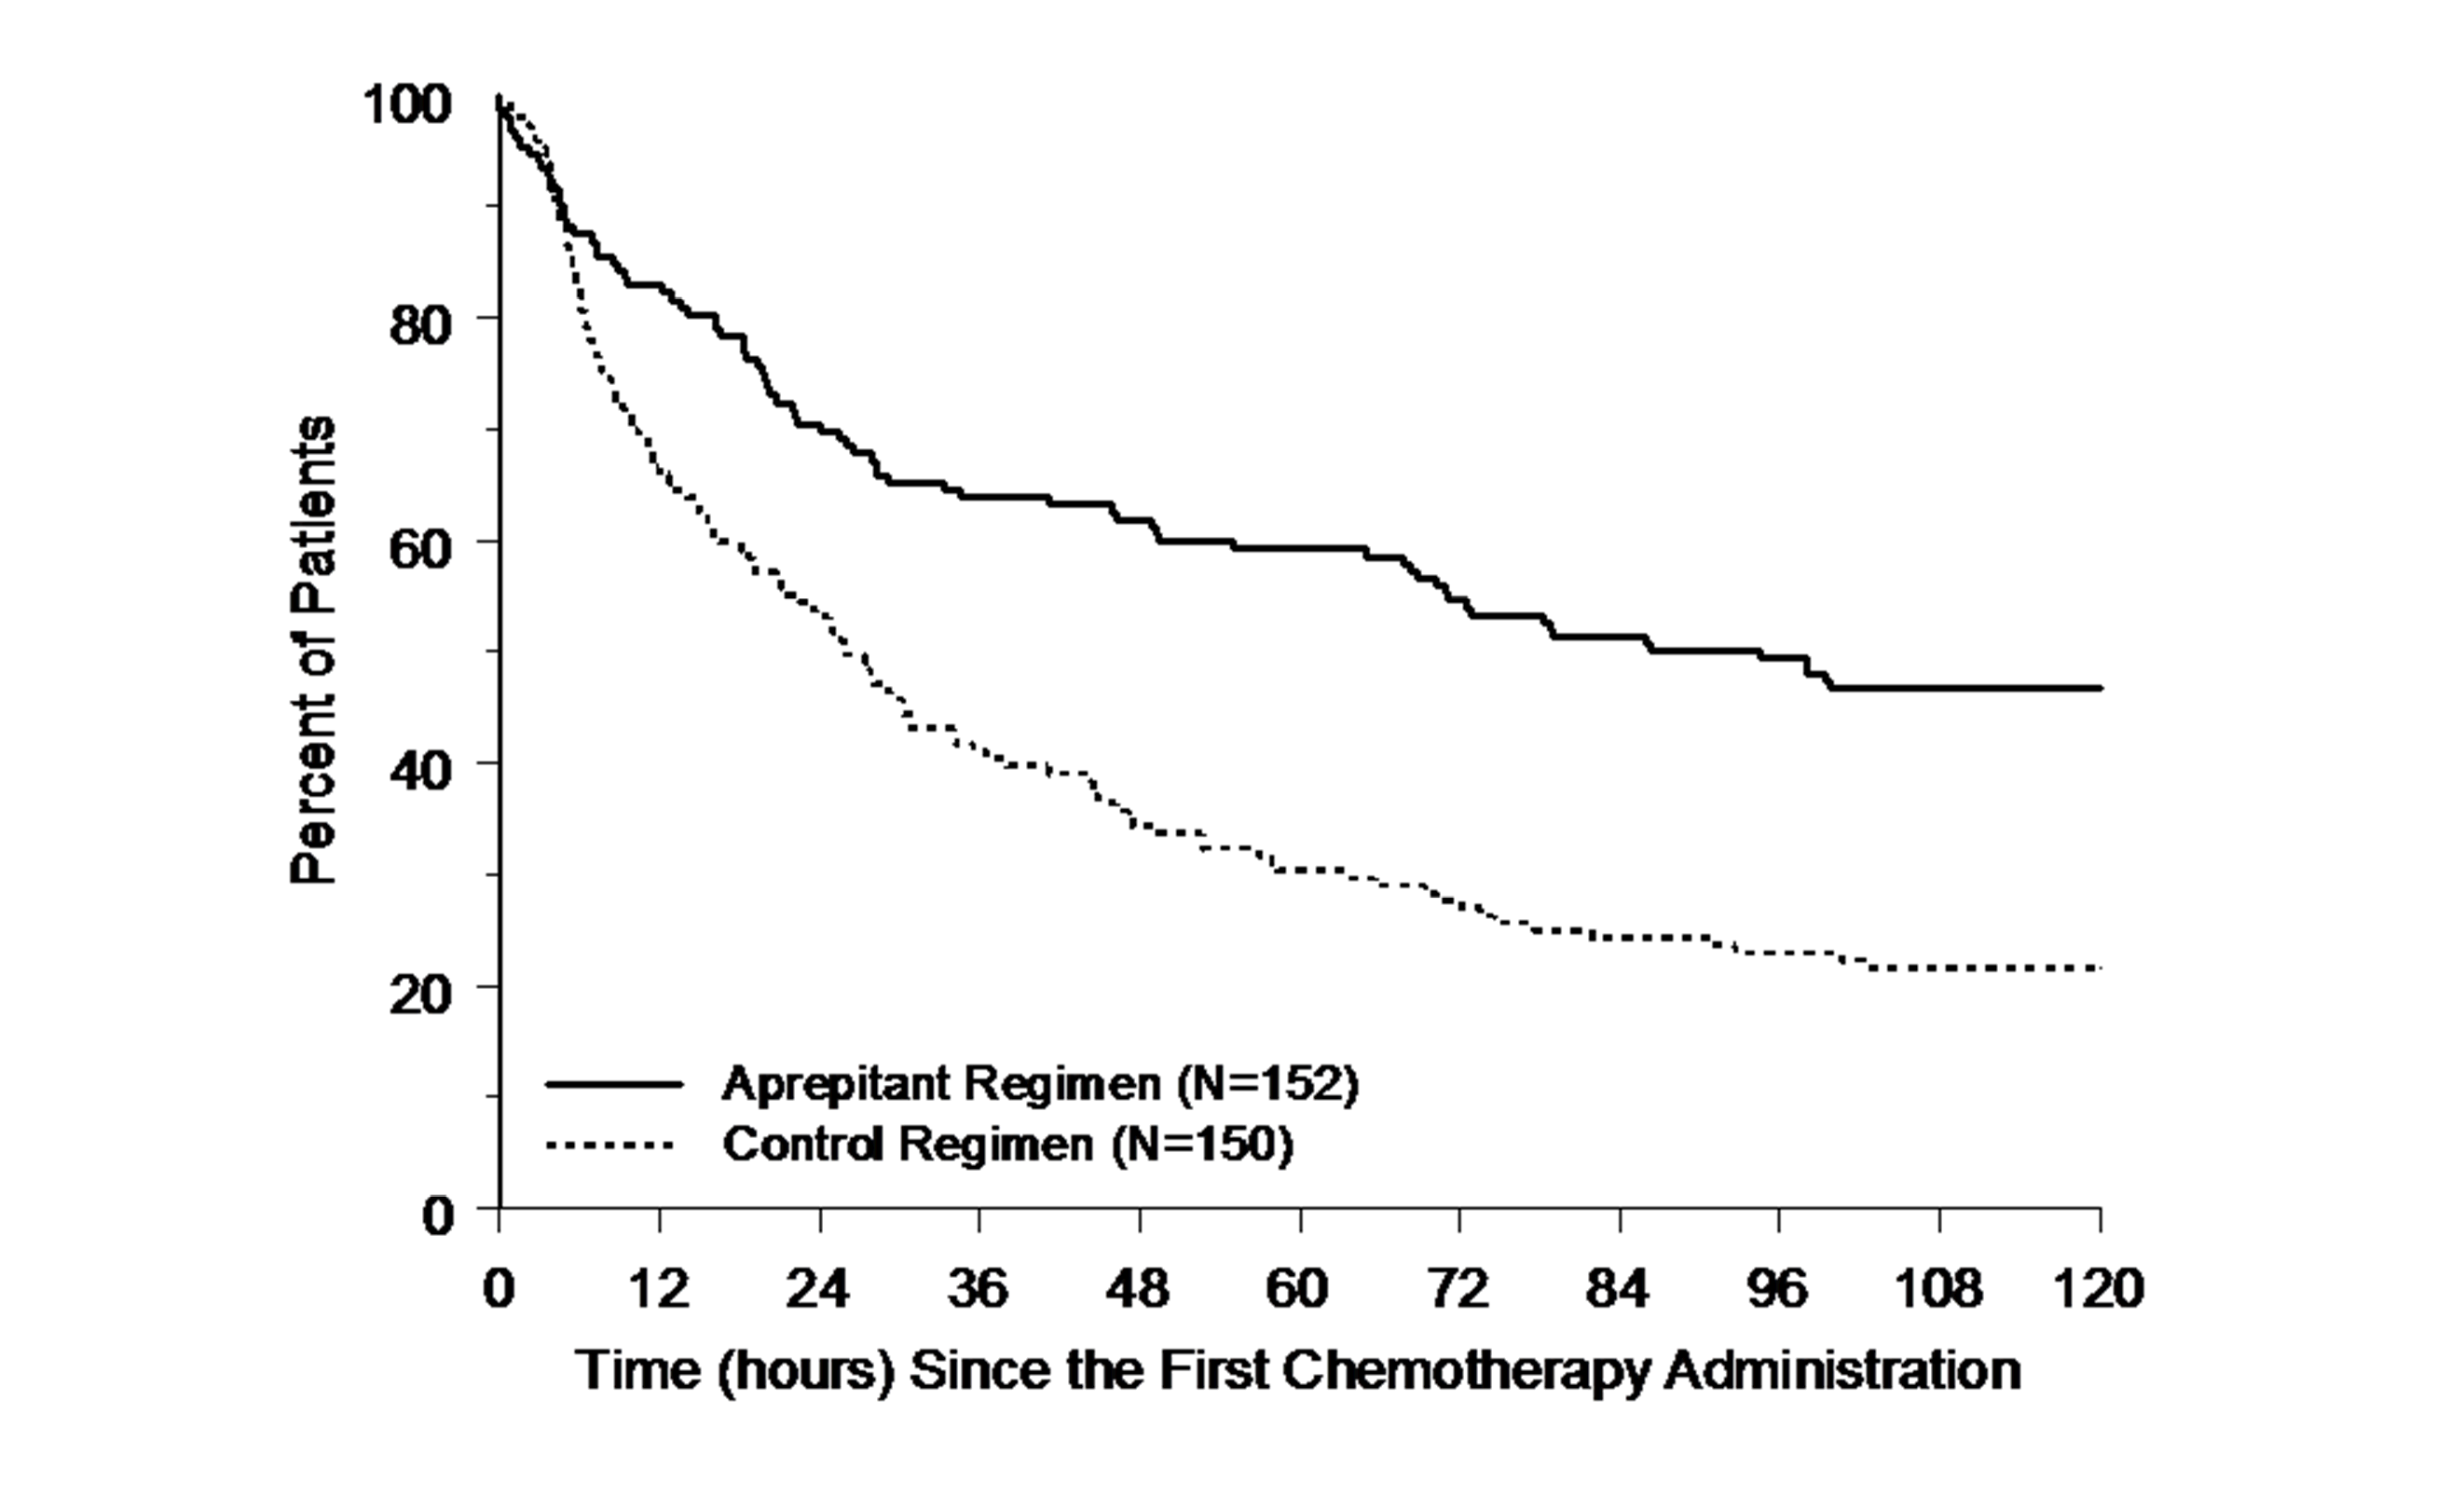 100
80
60
40
20
0
Percent of Patients
Aprepitant Regimen (N=152)
Control Regimen (N=150)
0 12 24 36 48 60 72 84 96 108 120
Time (hours) Since the First Chemotherapy Administration